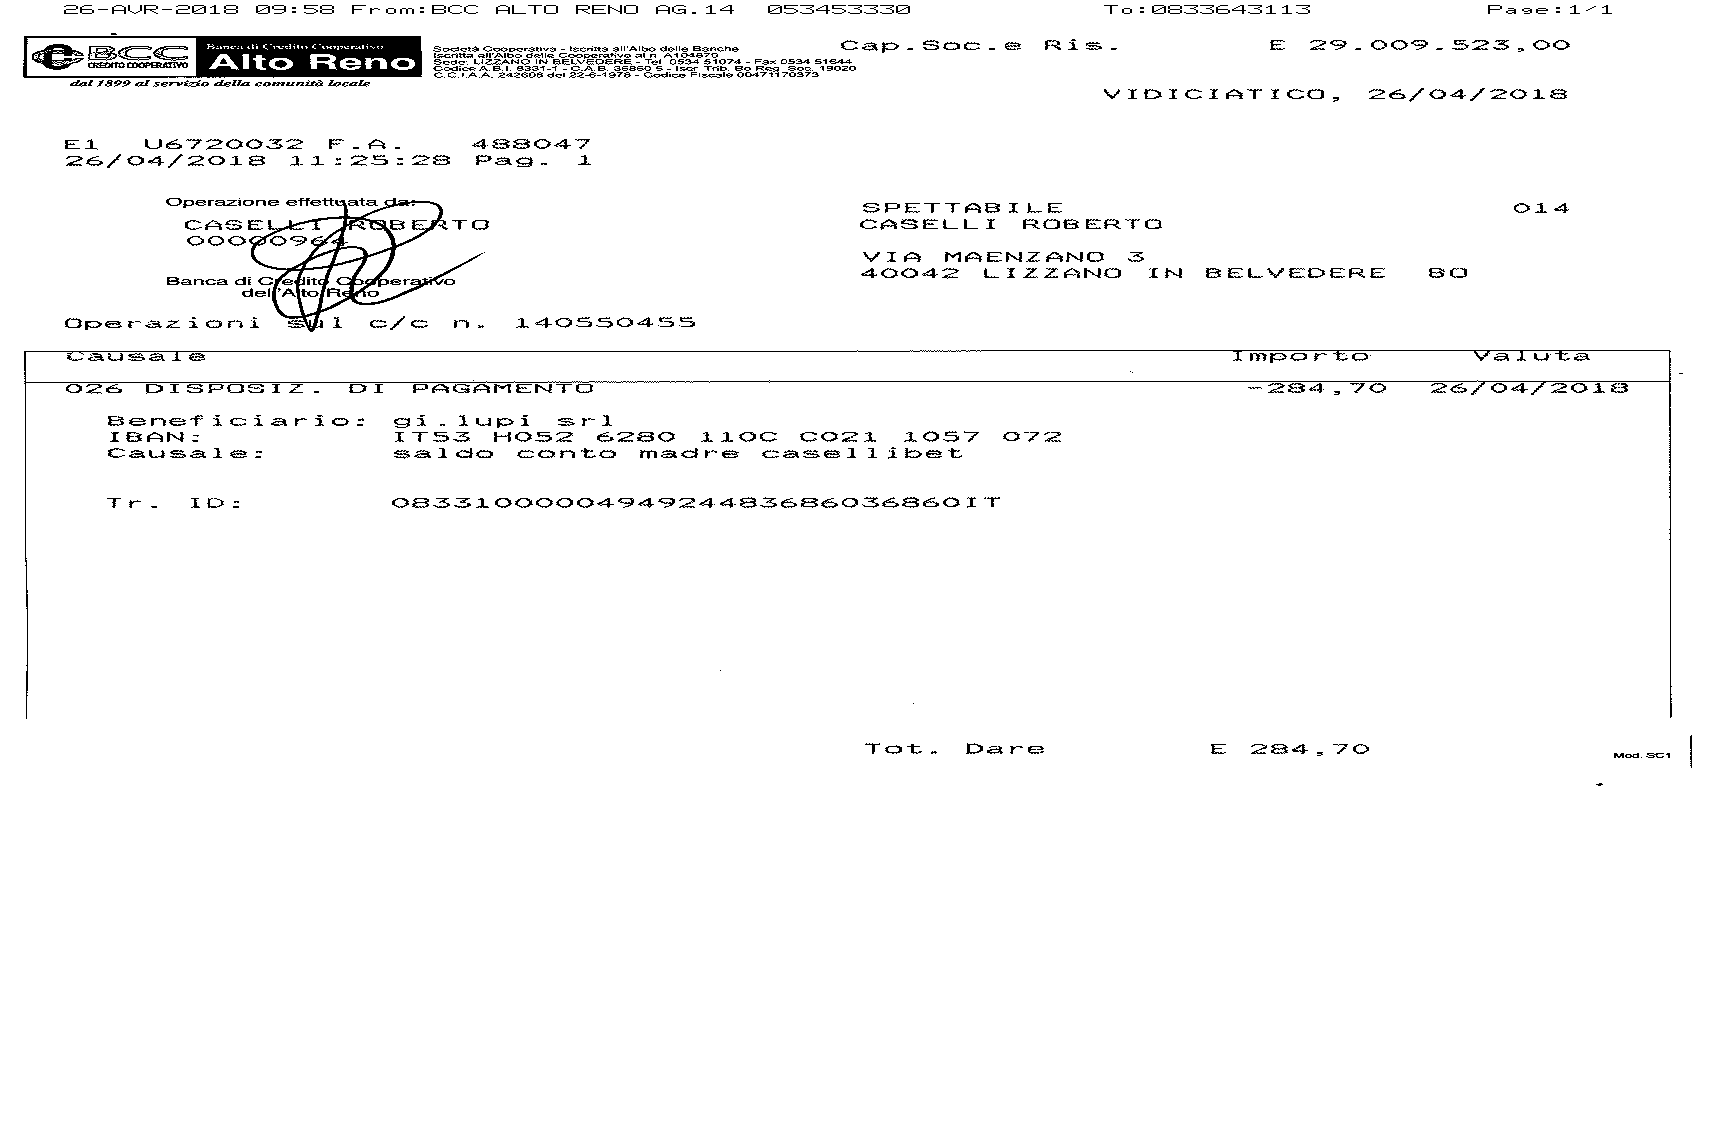 26-AVR-2018 09:58 From:BCC ALTO RENO AG.14 053453330 To:0833643113 Page:1/1
BCC CREDITO COOPERATIVO
Banca di Credito Cooperativo
Alto Reno
dal 1899 al servizio della comunità locale
Società Cooperativa - Iscritta all'Albo delle Banche
Iscritta all'Albo delle Cooperative al n. A104670
Sede: LIZZANO IN BELVEDERE - Tel. 0534 51074 - Fax 0534 51644
Codice A.B.I. 8331-1 - C.A.B. 36860 5 - Iscr. Trib. Bo Reg. Soc. 19020
C.C.I.A.A. 242608 del 22-6-1978 - Codice Fiscale 00471170373
Cap.Soc.e Ris. E 29.009.523,00
VIDICIATICO, 26/04/2018
E1 U6720032 F.A. 488047
26/04/2018 11:25:28 Pag. 1
Operazione effettuata da:
CASELLI ROBERTO
00000964
Banca di Credito Cooperativo
dell'Alto Reno
SPETTABILE 014
CASELLI ROBERTO
VIA MAENZANO 3
40042 LIZZANO IN BELVEDERE BO
Operazioni sul c/c n. 140550455
Causale Importo Valuta
026 DISPOSIZ. DI PAGAMENTO -284,70 26/04/2018
Beneficiario: gi.lupi srl
IBAN: IT53 H052 6280 110C C021 1057 072
Causale: saldo conto madre casellibet
Tr. ID: 0833100000494924483686036860IT
Tot. Dare E 284,70
Mod. SC1